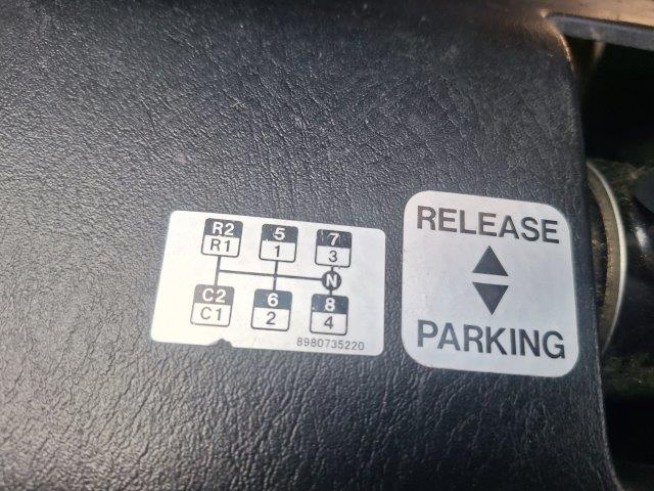 R2 5 7
R1 1 3
N
C2 6 8
C1 2 4
8980735220
RELEASE
PARKING